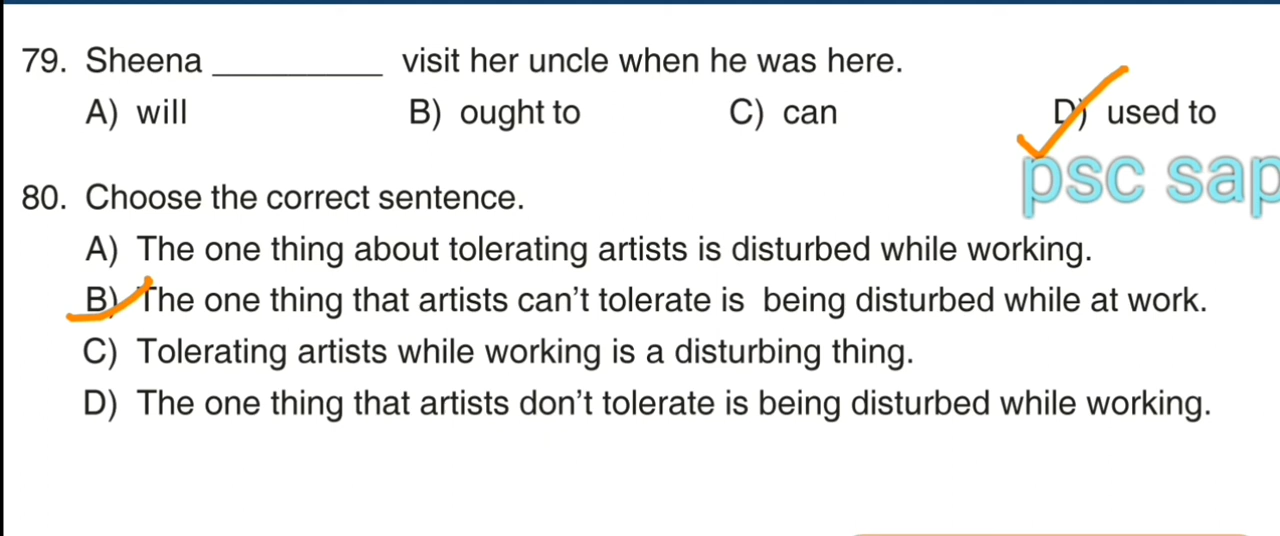 79. Sheena __________ visit her uncle when he was here.
A) will B) ought to C) can D) used to
psc sap
80. Choose the correct sentence.
A) The one thing about tolerating artists is disturbed while working.
B) The one thing that artists can't tolerate is being disturbed while at work.
C) Tolerating artists while working is a disturbing thing.
D) The one thing that artists don't tolerate is being disturbed while working.